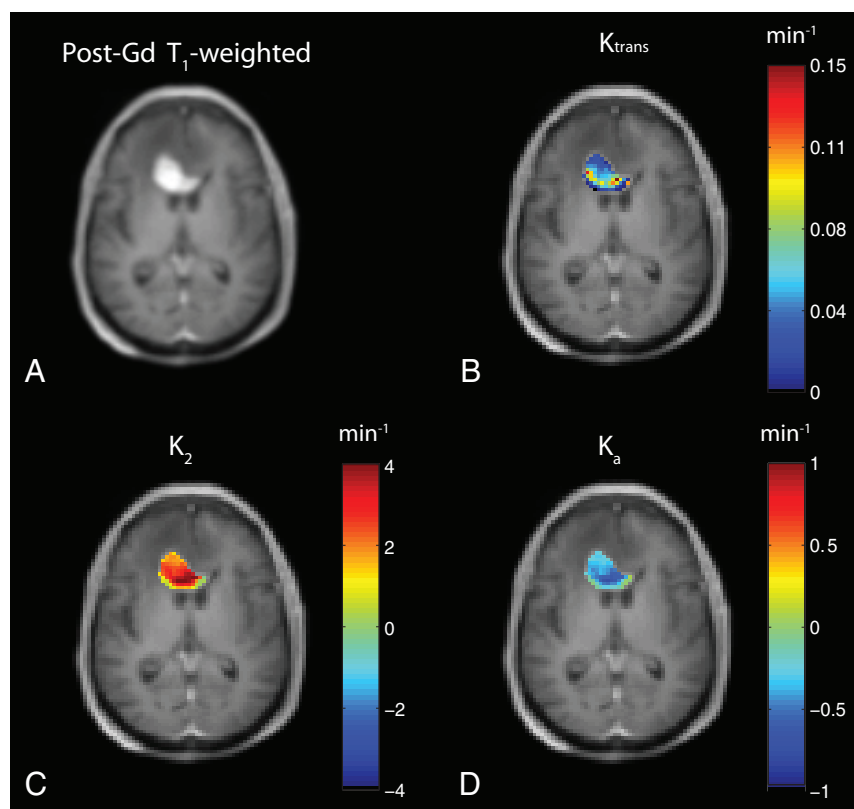 Post-Gd T₁-weighted
A
Ktrans
min⁻¹
0.15
0.11
0.08
0.04
0
B
K₂
min⁻¹
4
2
0
−2
−4
C
Kₐ
min⁻¹
1
0.5
0
−0.5
−1
D